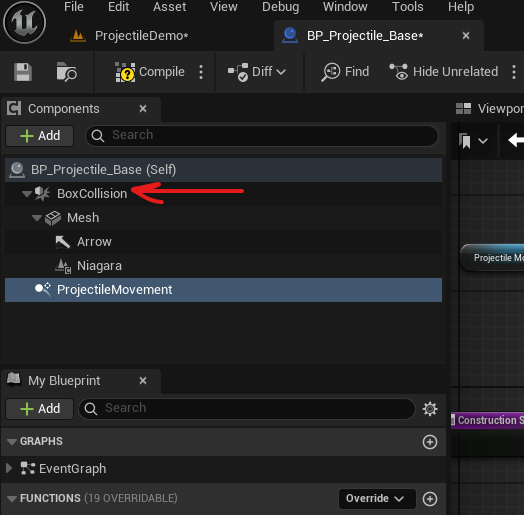 File Edit Asset View Debug Window Tools Help
ProjectileDemo* BP_Projectile_Base*
Compile Diff Find Hide Unrelated
Components Viewpor
Add Search
BP_Projectile_Base (Self)
BoxCollision
Mesh
Arrow
Niagara
Projectile Mo
ProjectileMovement
My Blueprint
Add Search
Construction S
GRAPHS
EventGraph
FUNCTIONS (19 OVERRIDABLE) Override